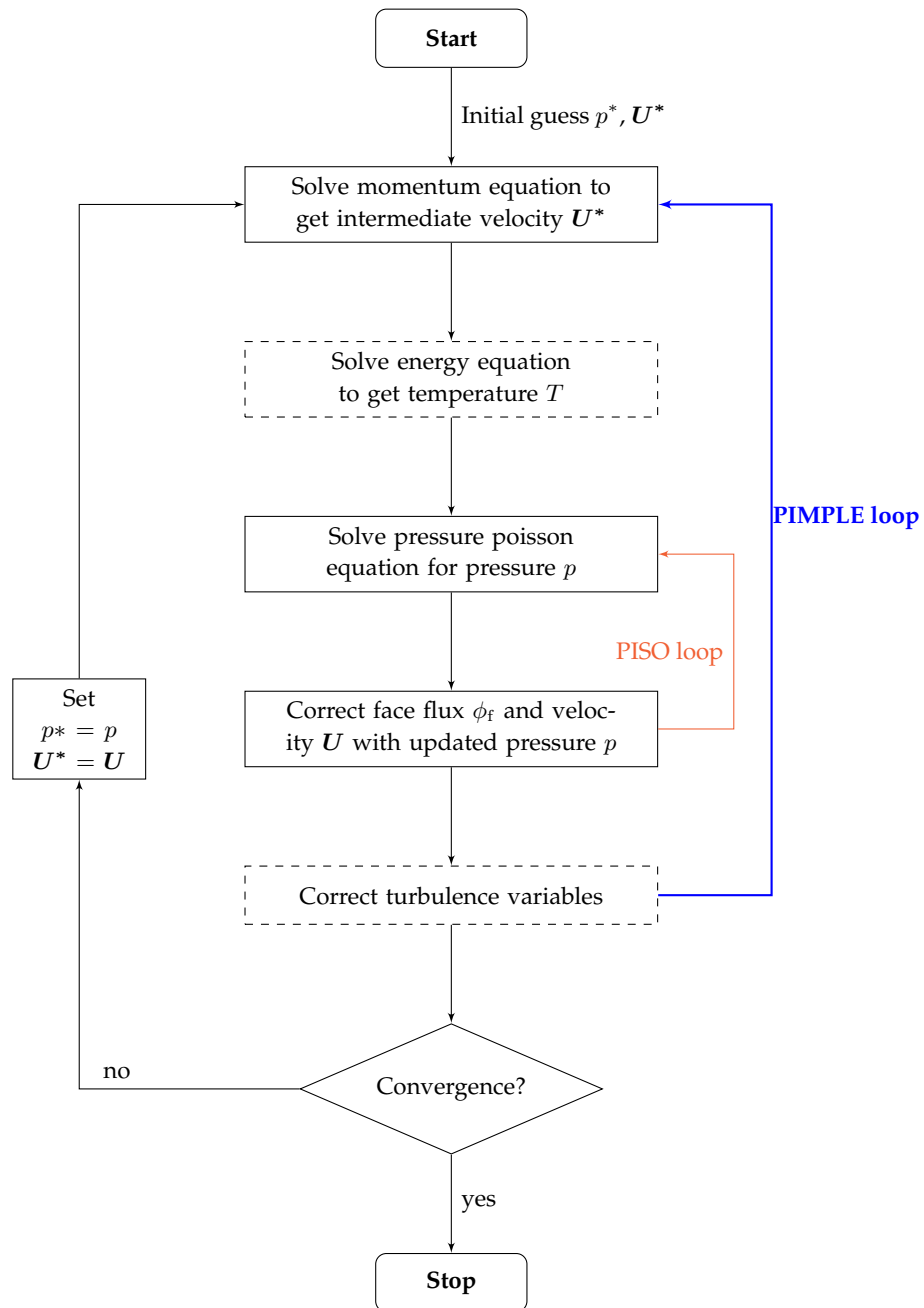 Start
Initial guess p*, U*
Solve momentum equation to
get intermediate velocity U*
Solve energy equation
to get temperature T
PIMPLE loop
Solve pressure poisson
equation for pressure p
PISO loop
Set
p∗ = p
U* = U
Correct face flux ϕf and veloc-
ity U with updated pressure p
Correct turbulence variables
no
Convergence?
yes
Stop